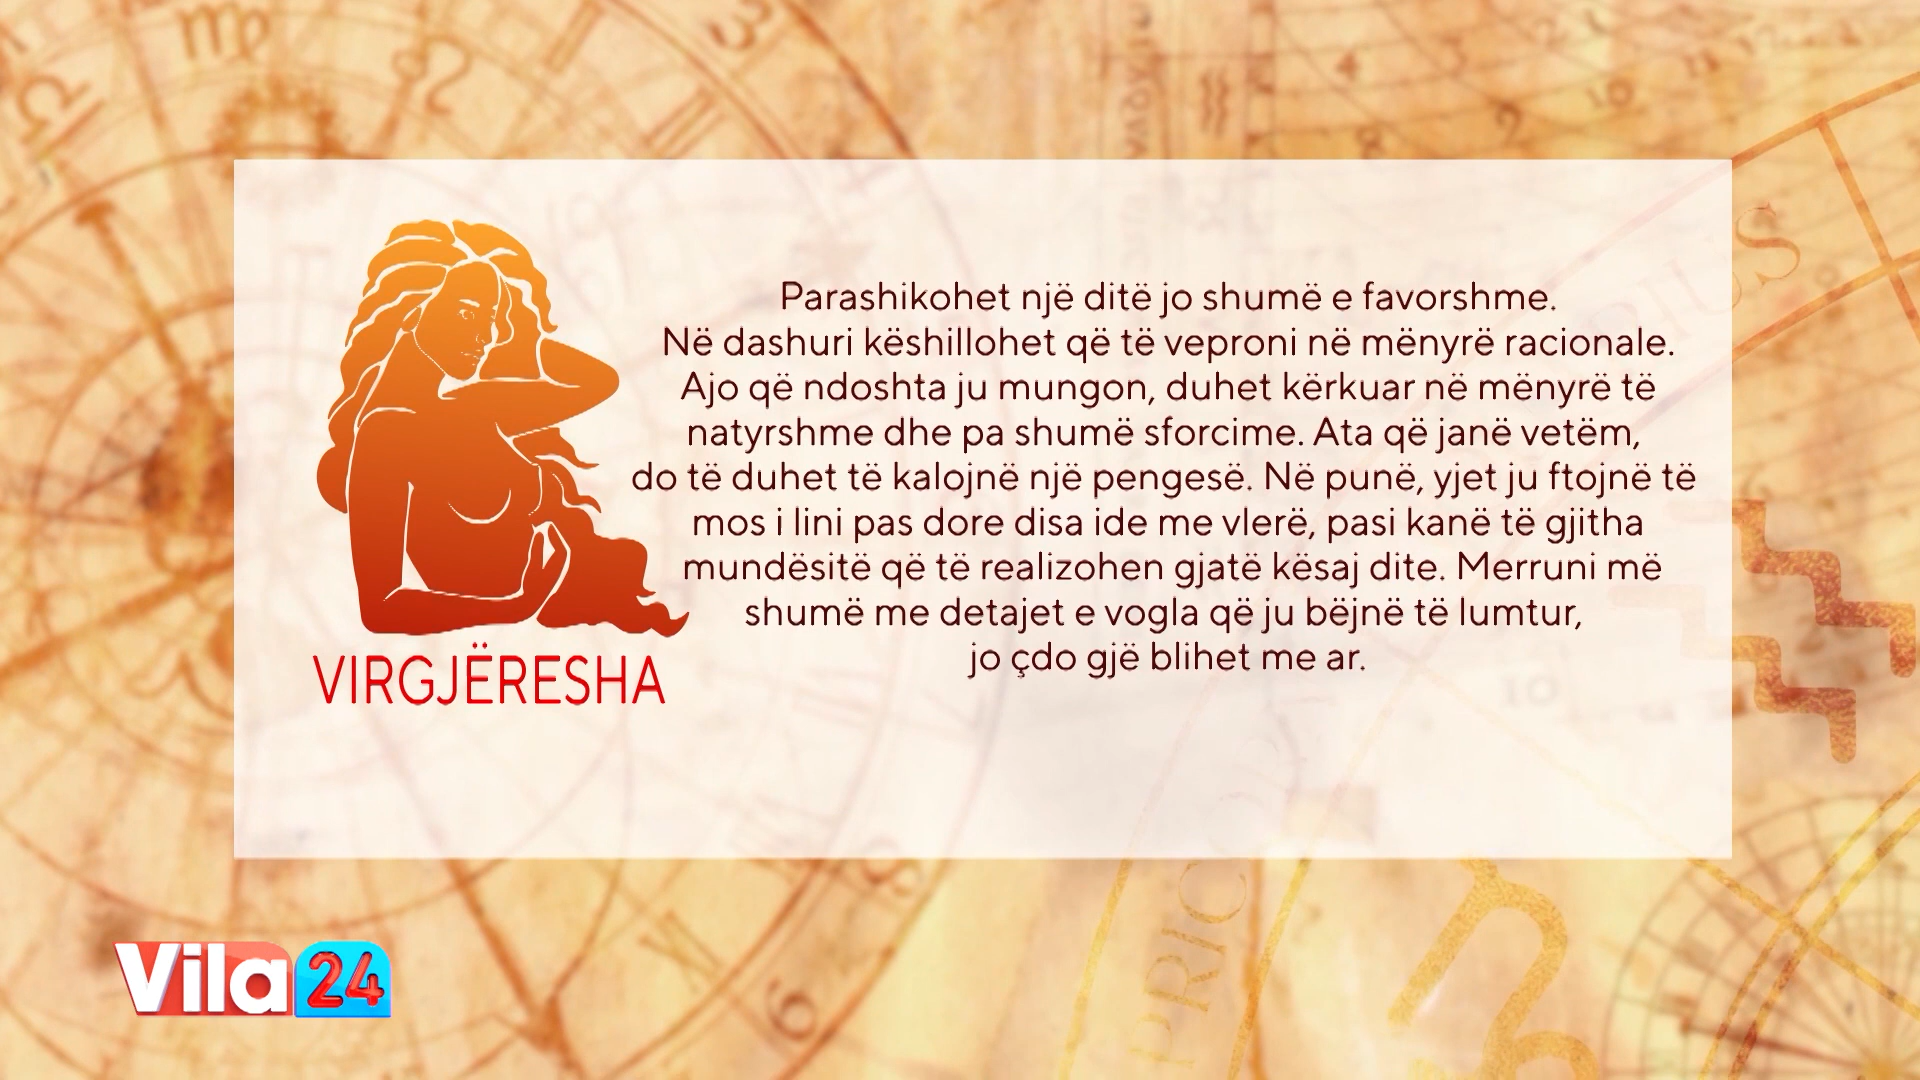 Parashikohet një ditë jo shumë e favorshme.
Në dashuri këshillohet që të veproni në mënyrë racionale.
Ajo që ndoshta ju mungon, duhet kërkuar në mënyrë të
natyrshme dhe pa shumë sforcime. Ata që janë vetëm,
do të duhet të kalojnë një pengesë. Në punë, yjet ju ftojnë të
mos i lini pas dore disa ide me vlerë, pasi kanë të gjitha
mundësitë që të realizohen gjatë kësaj dite. Merruni më
shumë me detajet e vogla që ju bëjnë të lumtur,
jo çdo gjë blihet me ar.
VIRGJËRESHA
Vila 24